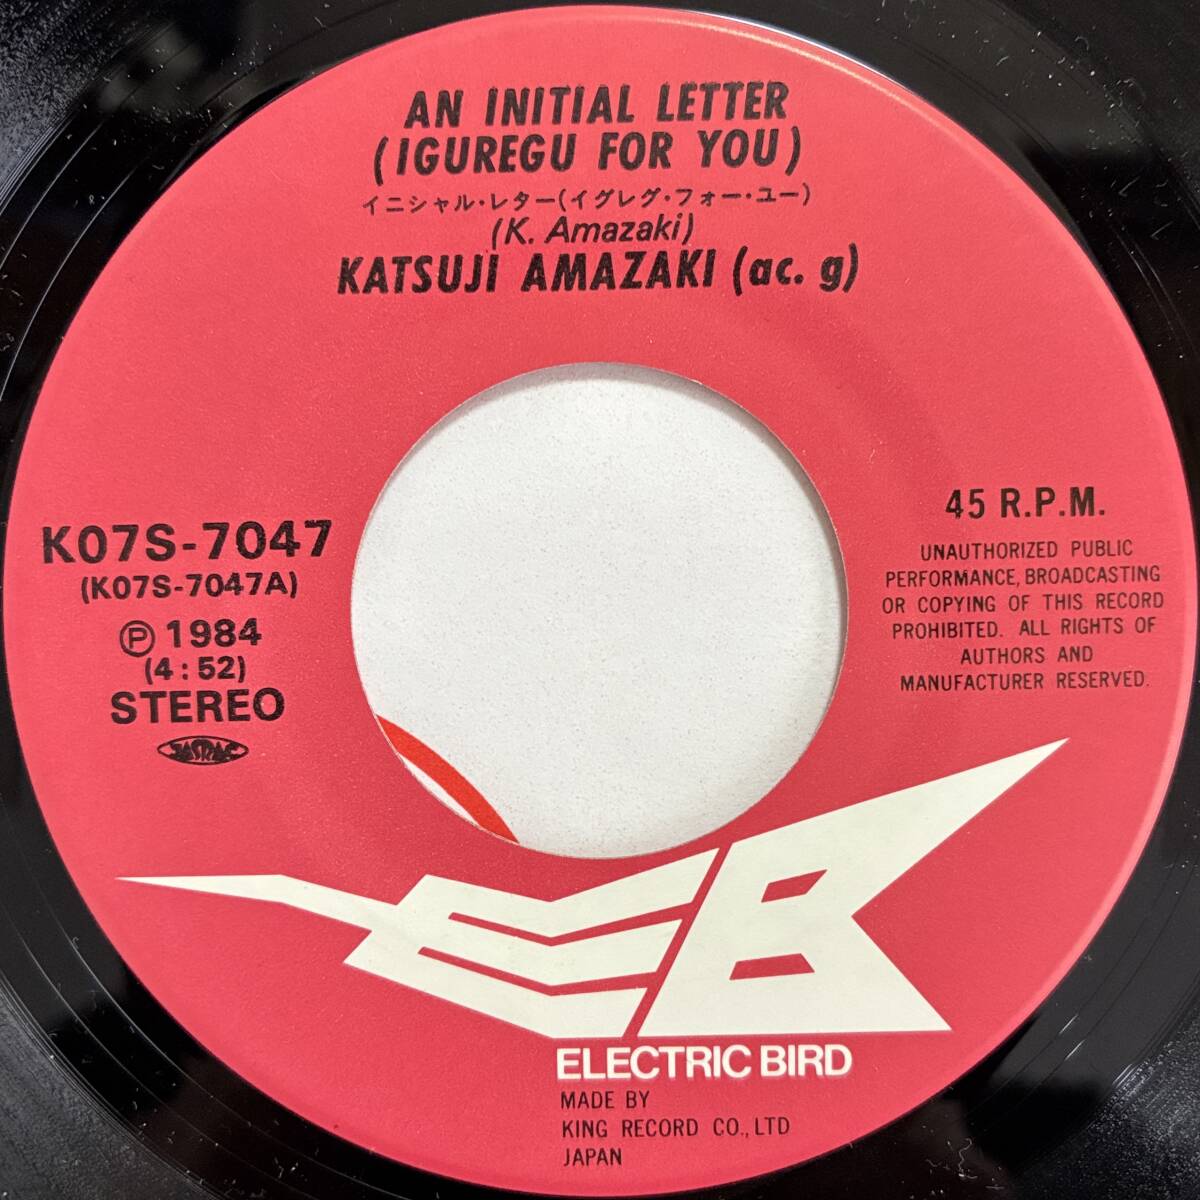 AN INITIAL LETTER
(IGUREGU FOR YOU)
イニシャル・レター(イグレグ・フォー・ユー)
(K. Amazaki)
KATSUJI AMAZAKI (ac. g)
K07S-7047
(K07S-7047A)
Ⓟ 1984
(4:52)
STEREO
JASRAC
45 R.P.M.
UNAUTHORIZED PUBLIC
PERFORMANCE, BROADCASTING
OR COPYING OF THIS RECORD
PROHIBITED. ALL RIGHTS OF
AUTHORS AND
MANUFACTURER RESERVED.
EB
ELECTRIC BIRD
MADE BY
KING RECORD CO., LTD
JAPAN